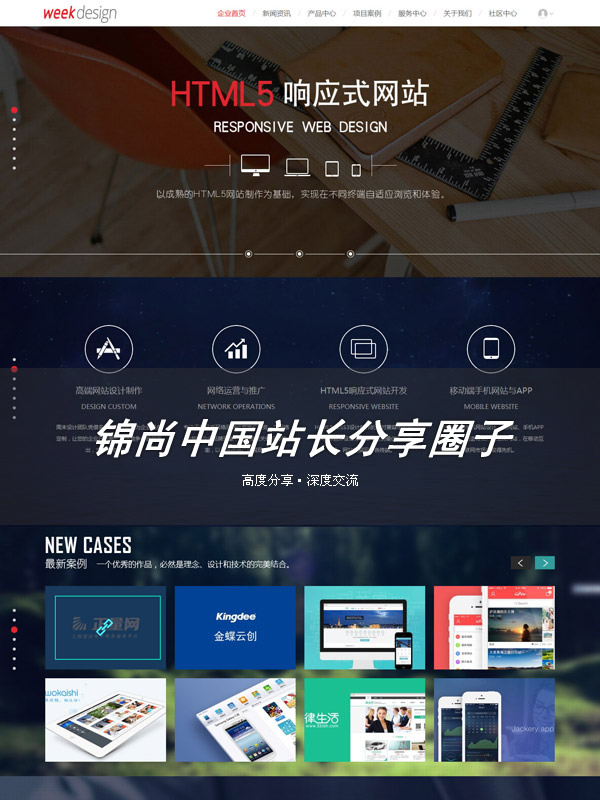 weekdesign
企业首页 / 新闻资讯 / 产品中心 / 项目案例 / 服务中心 / 关于我们 / 社区中心
HTML5 响应式网站
RESPONSIVE WEB DESIGN
以成熟的HTML5网站制作为基础，实现在不同终端自适应浏览和体验。
高端网站设计制作
DESIGN CUSTOM
网络运营与推广
NETWORK OPERATIONS
HTML5响应式网站开发
RESPONSIVE WEBSITE
移动端手机网站与APP
MOBILE WEBSITE
锦尚中国站长分享圈子
高度分享·深度交流
NEW CASES
最新案例 一个优秀的作品，必然是理念、设计和技术的完美结合。
Kingdee
金蝶云创
wokaishi
律生活
Jackery app